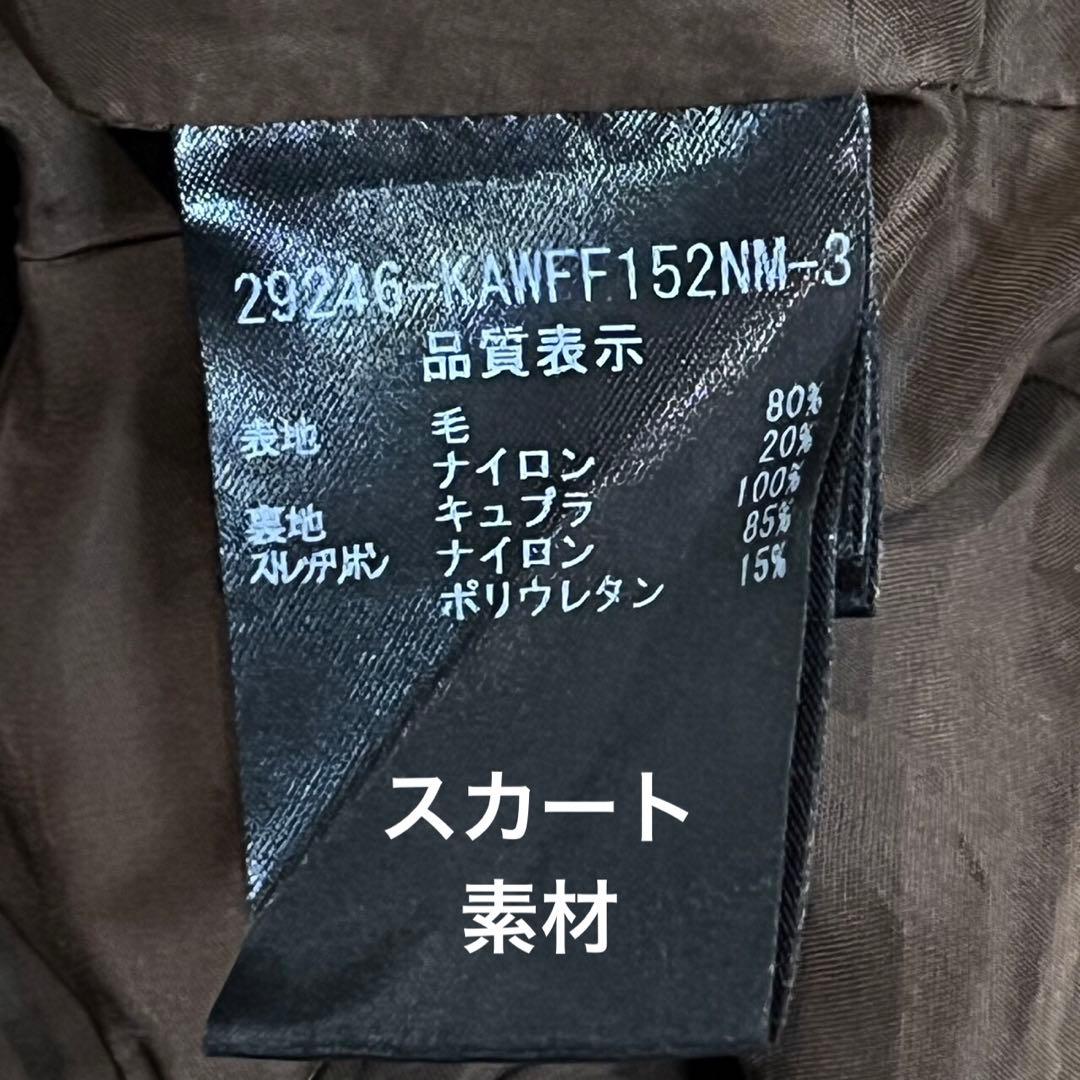 29246-KAWFF152NM-3
品質表示
表地 毛 80%
ナイロン 20%
裏地 キュプラ 100%
ストレッチリボン ナイロン 85%
ポリウレタン 15%
スカート
素材